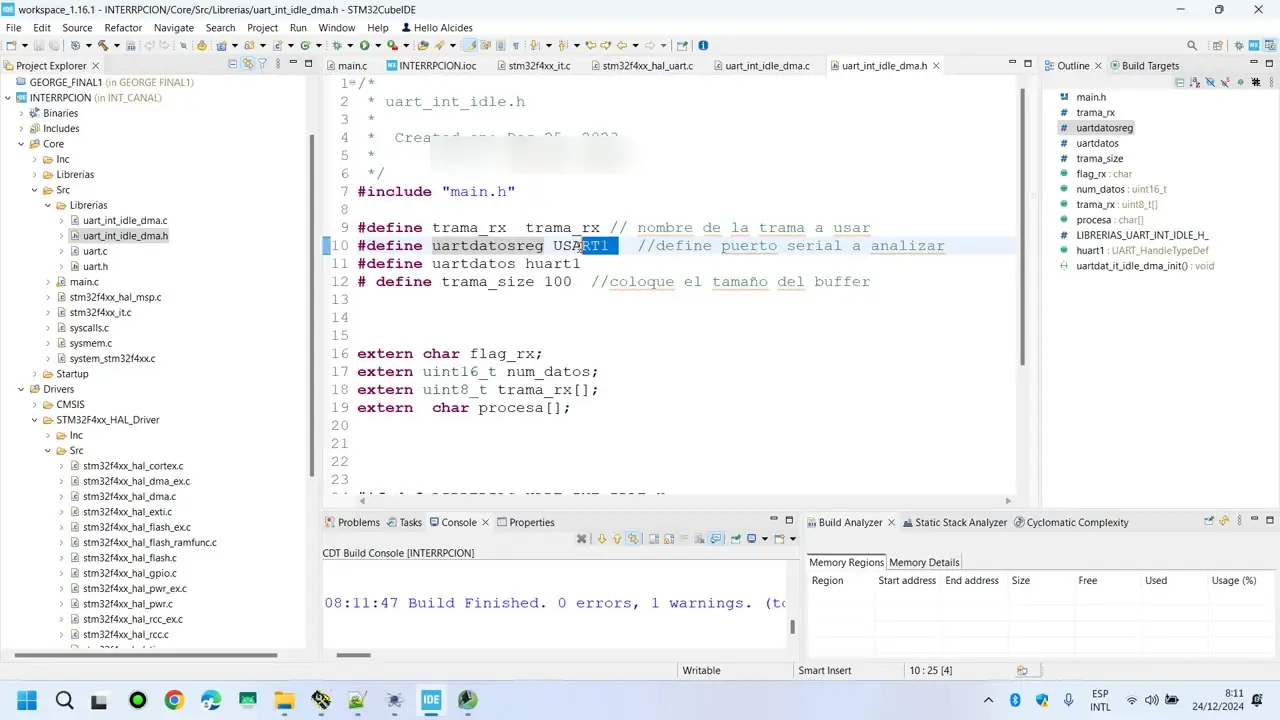 workspace_1.16.1 - INTERRPCION/Core/Src/Librerias/uart_int_idle_dma.h - STM32CubeIDE
File Edit Source Refactor Navigate Search Project Run Window Help Hello Alcides
Project Explorer
main.c INTERRPCION.ioc stm32f4xx_it.c stm32f4xx_hal_uart.c uart_int_idle_dma.c uart_int_idle_dma.h
Outline Build Targets
GEORGE_FINAL1 (in GEORGE FINAL1)
INTERRPCION (in INT_CANAL)
Binaries
Includes
Core
Inc
Librerias
Src
Librerias
uart_int_idle_dma.c
uart_int_idle_dma.h
uart.c
uart.h
main.c
stm32f4xx_hal_msp.c
stm32f4xx_it.c
syscalls.c
sysmem.c
system_stm32f4xx.c
Startup
Drivers
CMSIS
STM32F4xx_HAL_Driver
Inc
Src
stm32f4xx_hal_cortex.c
stm32f4xx_hal_dma_ex.c
stm32f4xx_hal_dma.c
stm32f4xx_hal_exti.c
stm32f4xx_hal_flash_ex.c
stm32f4xx_hal_flash_ramfunc.c
stm32f4xx_hal_flash.c
stm32f4xx_hal_gpio.c
stm32f4xx_hal_pwr_ex.c
stm32f4xx_hal_pwr.c
stm32f4xx_hal_rcc_ex.c
stm32f4xx_hal_rcc.c
1 /*
2 * uart_int_idle.h
3 *
4 * Created on: Dec 25, 2023
5 *
6 */
7 #include "main.h"
8
9 #define trama_rx trama_rx // nombre de la trama a usar
10 #define uartdatosreg USART1 //define puerto serial a analizar
11 #define uartdatos huart1
12 # define trama_size 100 //coloque el tamaño del buffer
13
14
15
16 extern char flag_rx;
17 extern uint16_t num_datos;
18 extern uint8_t trama_rx[];
19 extern char procesa[];
20
21
22
23
main.h
trama_rx
uartdatosreg
uartdatos
trama_size
flag_rx : char
num_datos : uint16_t
trama_rx : uint8_t[]
procesa : char[]
LIBRERIAS_UART_INT_IDLE_H_
huart1 : UART_HandleTypeDef
uartdat_it_idle_dma_init() : void
Problems Tasks Console Properties
CDT Build Console [INTERRPCION]
08:11:47 Build Finished. 0 errors, 1 warnings. (to
Build Analyzer Static Stack Analyzer Cyclomatic Complexity
Memory Regions Memory Details
Region Start address End address Size Free Used Usage (%)
Writable Smart Insert 10 : 25 [4]
IDE
ESP
INTL
8:11
24/12/2024